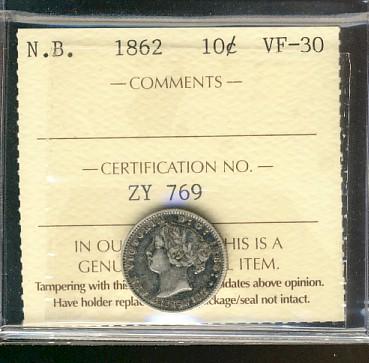 N.B. 1862 10¢ VF-30
— COMMENTS —
— CERTIFICATION NO. —
ZY 769
IN OU HIS IS A
GENU ITEM.
Tampering with this dates above opinion.
Have holder repla ckage/seal not intact.